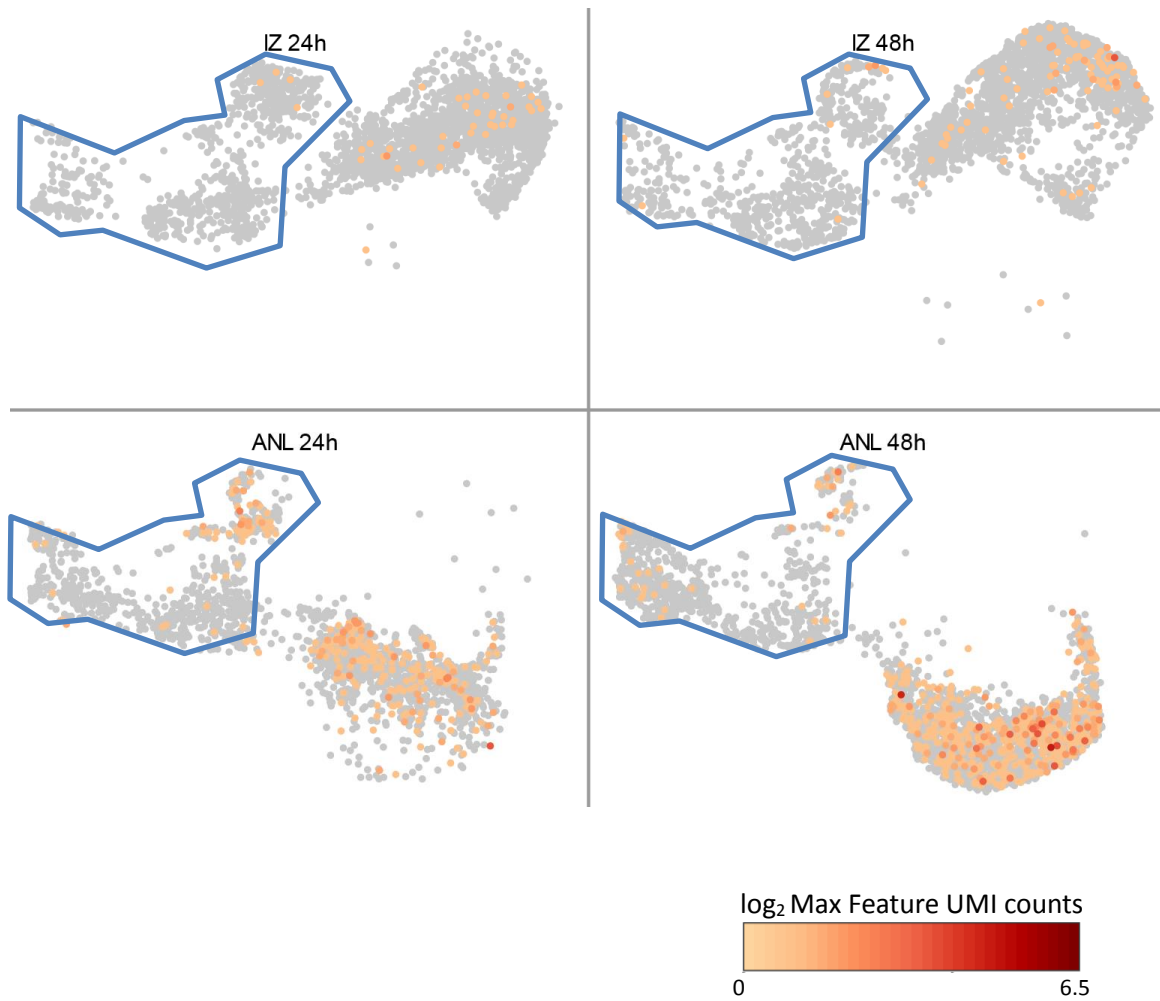 IZ 24h
IZ 48h
ANL 24h
ANL 48h
log₂ Max Feature UMI counts
0
6.5